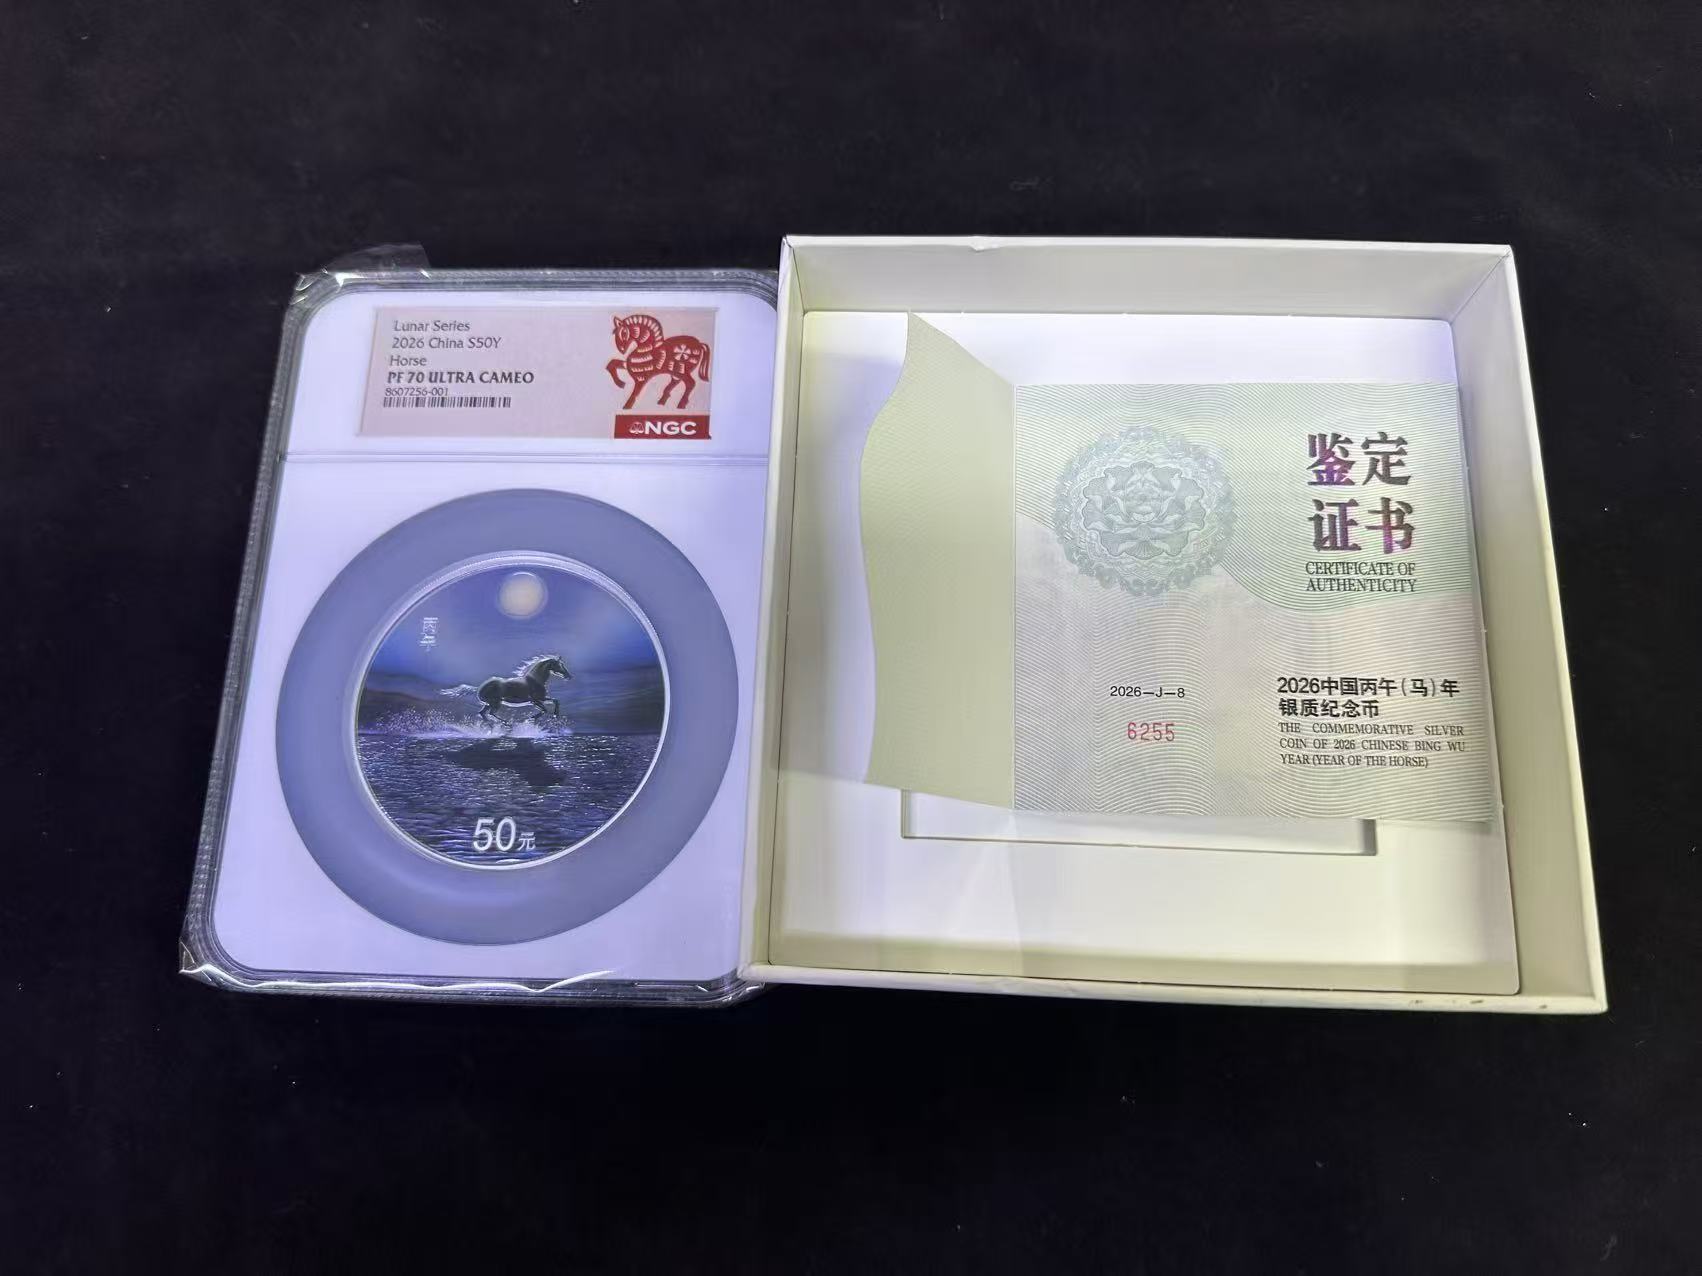 Lunar Series
2026 China S50Y
Horse
PF 70 ULTRA CAMEO
8607256-001
NGC
丙午年
50元
鉴定
证书
CERTIFICATE OF
AUTHENTICITY
2026-J-8
6255
2026中国丙午(马)年
银质纪念币
THE COMMEMORATIVE SILVER
COIN OF 2026 CHINESE BING WU
YEAR (YEAR OF THE HORSE)